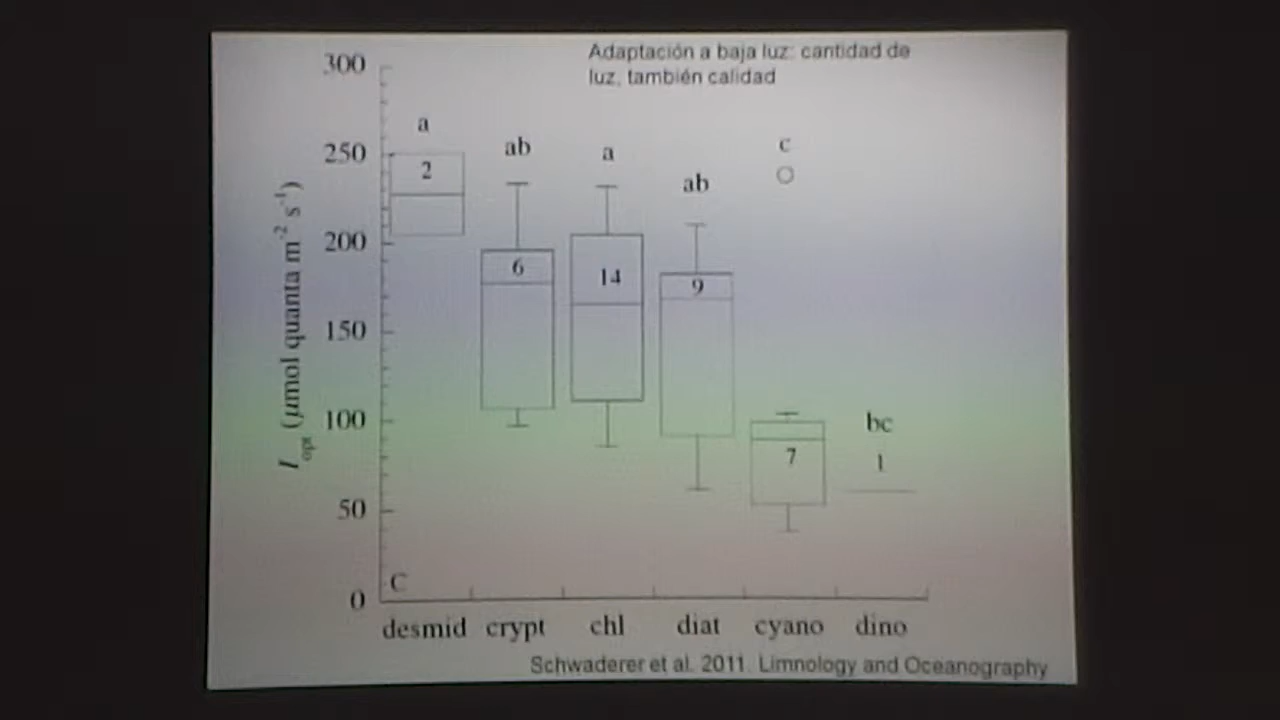 Adaptación a baja luz: cantidad de
luz, también calidad
300
250
200
150
100
50
0
I opt (μmol quanta m-2 s-1)
a
ab
a
ab
c
bc
2
6
14
9
7
1
C
desmid crypt chl diat cyano dino
Schwaderer et al. 2011. Limnology and Oceanography